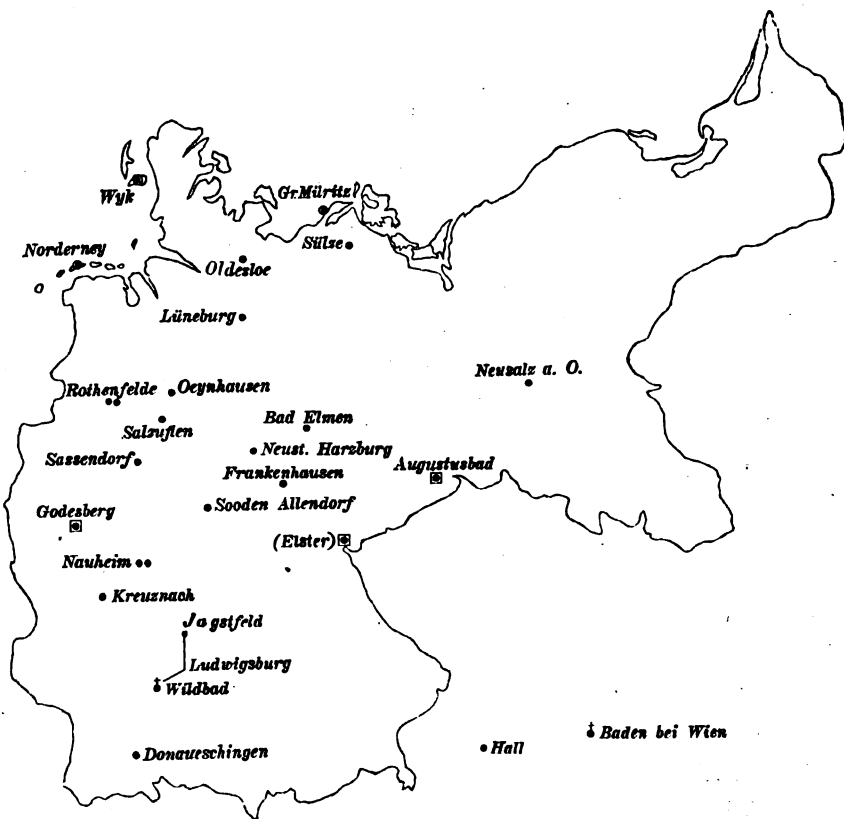 Wyk
Gr. Müritz
Norderney
Oldesloe
Sülze
Lüneburg
Neusalz a. O.
Rothenfelde
Oeynhausen
Salzuflen
Bad Elmen
Sassendorf
Neust. Harzburg
Frankenhausen
Augustusbad
Sooden Allendorf
Godesberg
(Elster)
Nauheim
Kreuznach
Jagstfeld
Ludwigsburg
Wildbad
Donaueschingen
Hall
Baden bei Wien